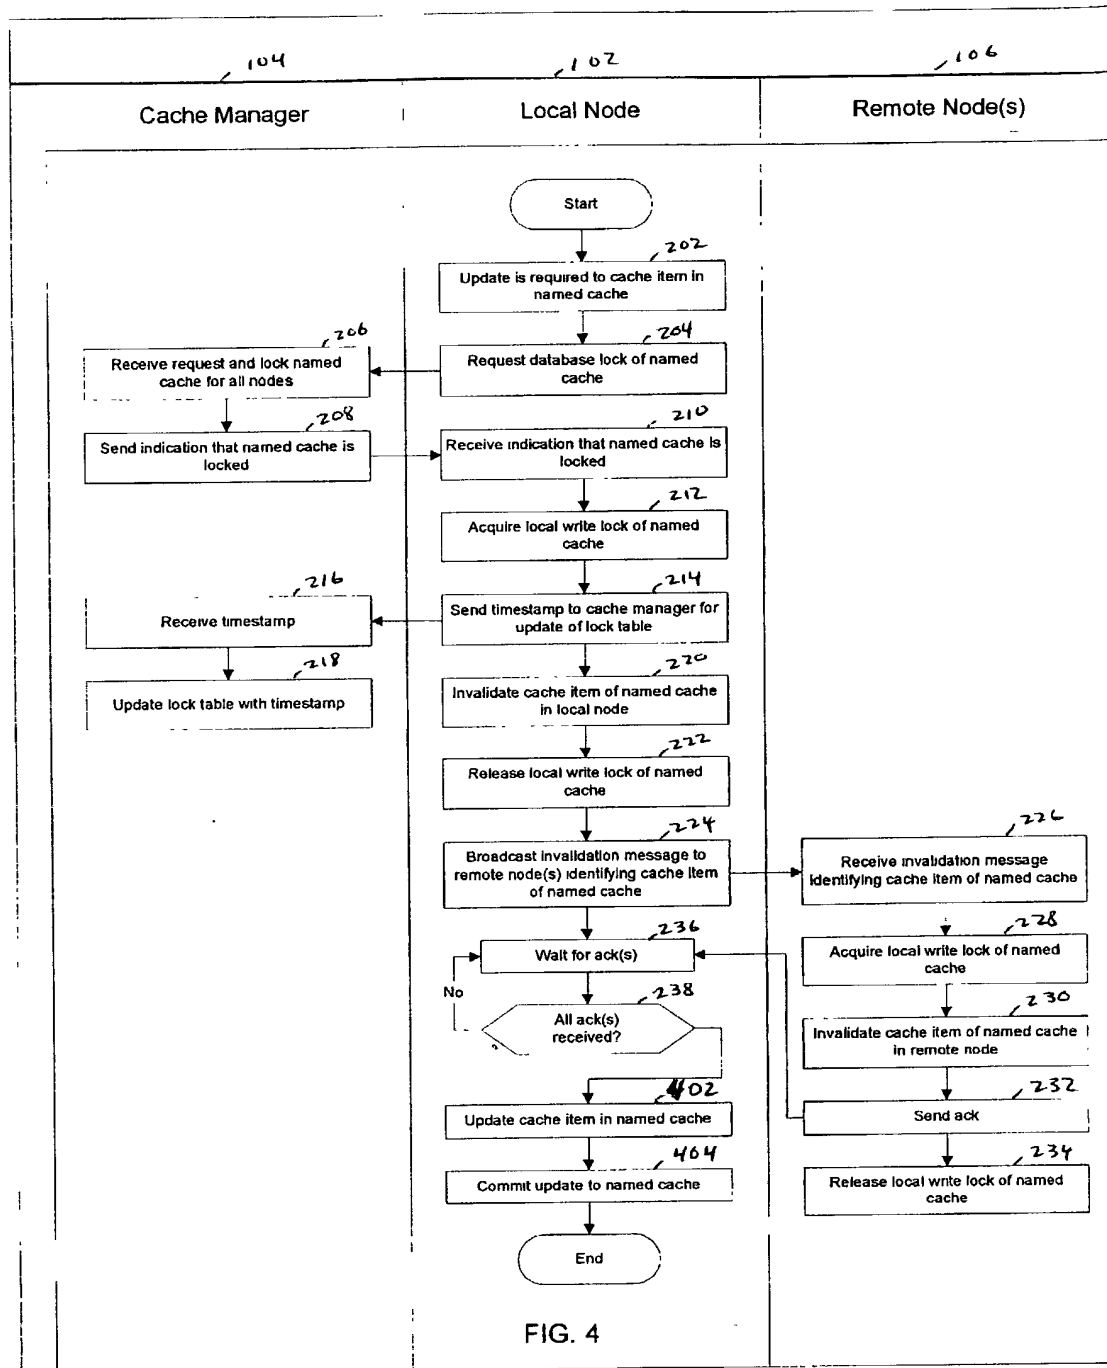 104
102
106
Cache Manager
Local Node
Remote Node(s)
Start
202
Update is required to cache item in
named cache
206
204
Receive request and lock named
cache for all nodes
Request database lock of named
cache
208
210
Send indication that named cache is
locked
Receive indication that named cache is
locked
212
Acquire local write lock of named
cache
216
214
Receive timestamp
Send timestamp to cache manager for
update of lock table
218
220
Update lock table with timestamp
Invalidate cache item of named cache
in local node
222
Release local write lock of named
cache
224
226
Broadcast invalidation message to
remote node(s) identifying cache item
of named cache
Receive invalidation message
identifying cache item of named cache
236
228
Wait for ack(s)
Acquire local write lock of named
cache
No
238
230
All ack(s)
received?
Invalidate cache item of named cache
in remote node
402
232
Update cache item in named cache
Send ack
404
234
Commit update to named cache
Release local write lock of named
cache
End
FIG. 4